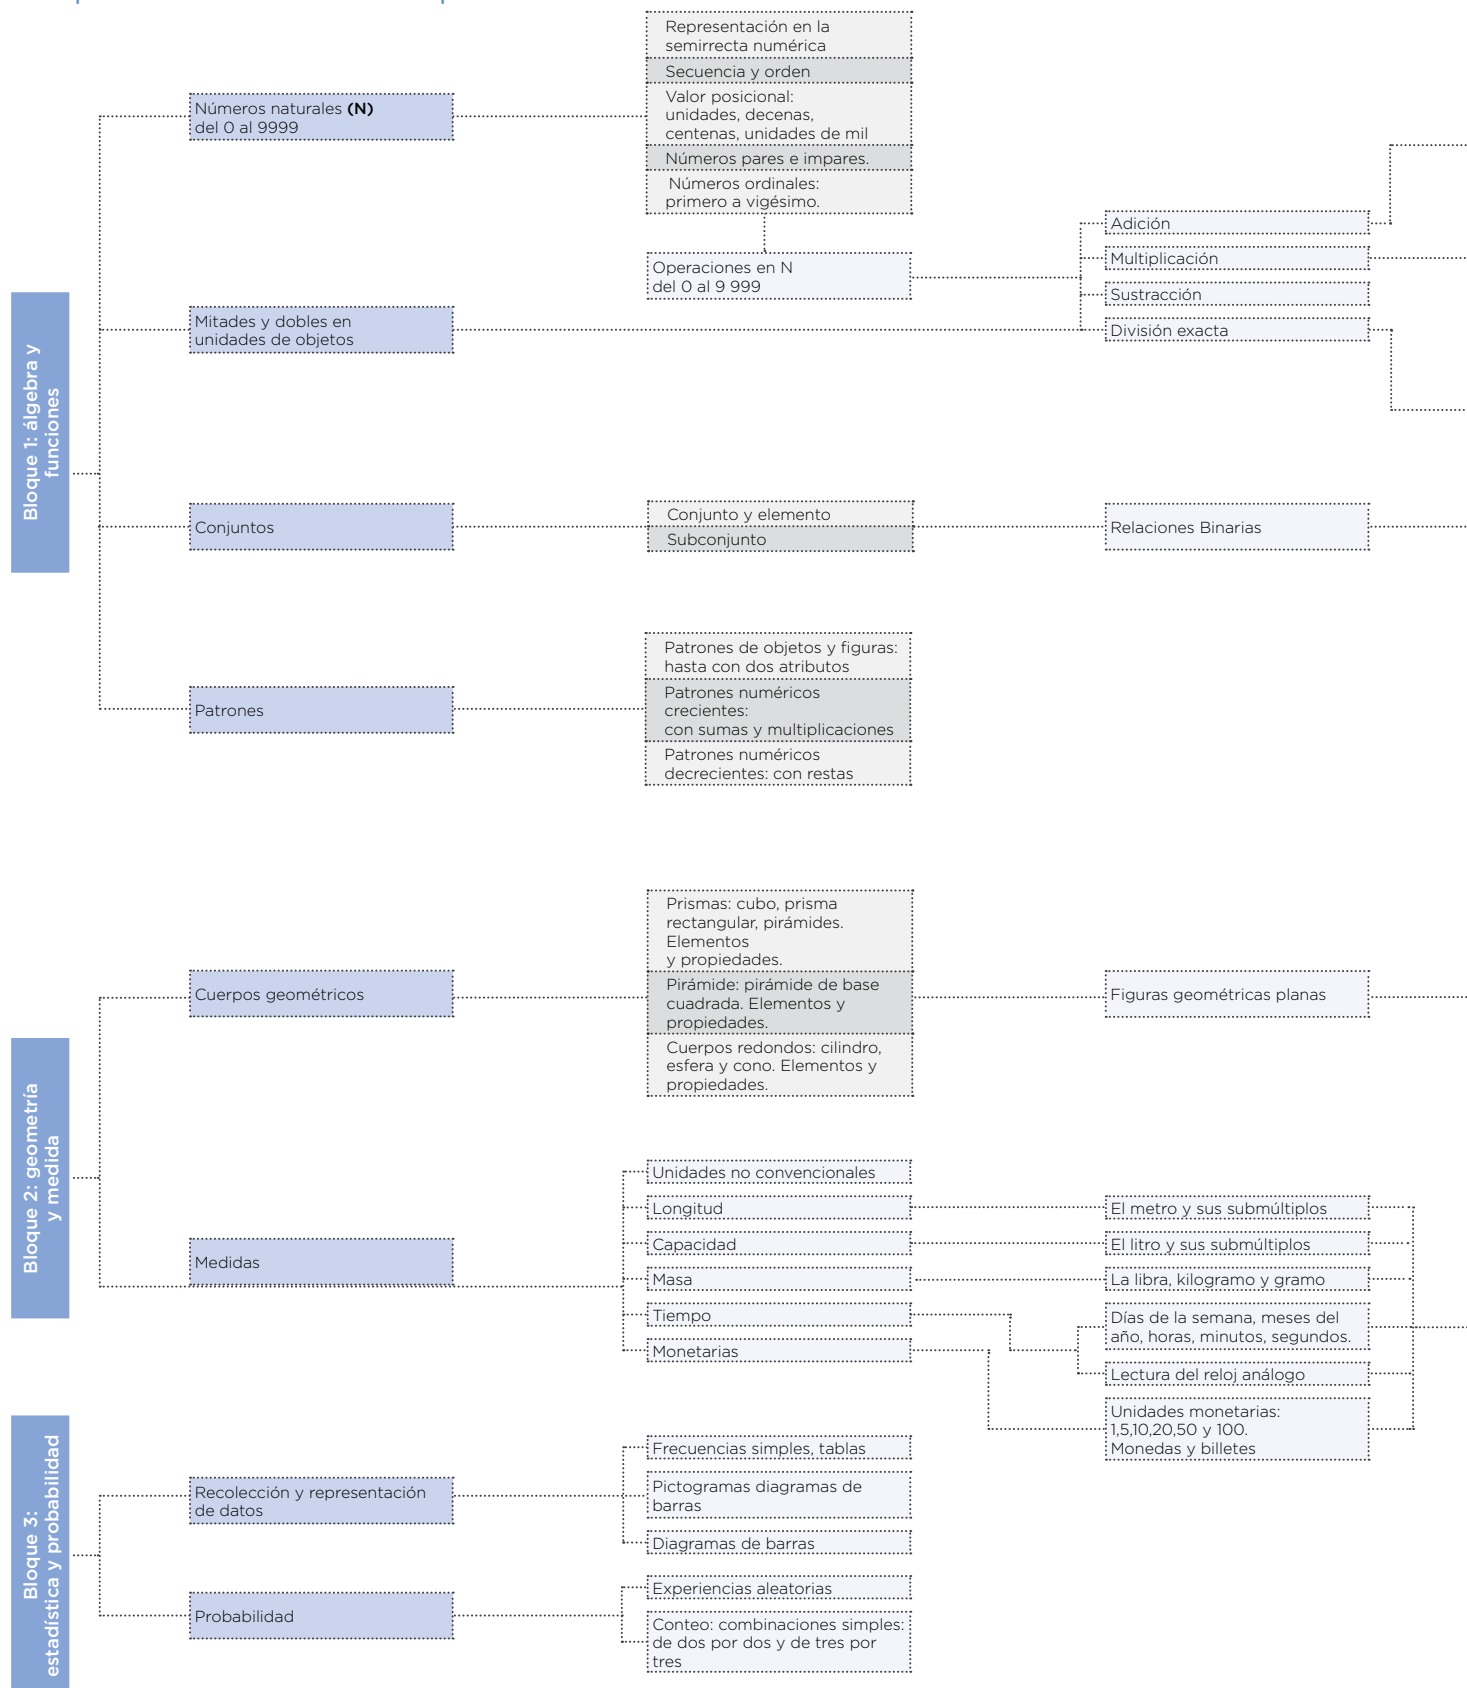 Bloque 1: álgebra y
funciones
Números naturales (N)
del 0 al 9999
Representación en la
semirrecta numérica
Secuencia y orden
Valor posicional:
unidades, decenas,
centenas, unidades de mil
Números pares e impares.
Números ordinales:
primero a vigésimo.
Operaciones en N
del 0 al 9 999
Adición
Multiplicación
Sustracción
División exacta
Mitades y dobles en
unidades de objetos
Conjuntos
Conjunto y elemento
Subconjunto
Relaciones Binarias
Patrones
Patrones de objetos y figuras:
hasta con dos atributos
Patrones numéricos
crecientes:
con sumas y multiplicaciones
Patrones numéricos
decrecientes: con restas
Bloque 2: geometría
y medida
Cuerpos geométricos
Prismas: cubo, prisma
rectangular, pirámides.
Elementos
y propiedades.
Pirámide: pirámide de base
cuadrada. Elementos y
propiedades.
Cuerpos redondos: cilindro,
esfera y cono. Elementos y
propiedades.
Figuras geométricas planas
Medidas
Unidades no convencionales
Longitud
El metro y sus submúltiplos
Capacidad
El litro y sus submúltiplos
Masa
La libra, kilogramo y gramo
Tiempo
Días de la semana, meses del
año, horas, minutos, segundos.
Lectura del reloj análogo
Monetarias
Unidades monetarias:
1,5,10,20,50 y 100.
Monedas y billetes
Bloque 3:
estadística y probabilidad
Recolección y representación
de datos
Frecuencias simples, tablas
Pictogramas diagramas de
barras
Diagramas de barras
Probabilidad
Experiencias aleatorias
Conteo: combinaciones simples:
de dos por dos y de tres por
tres